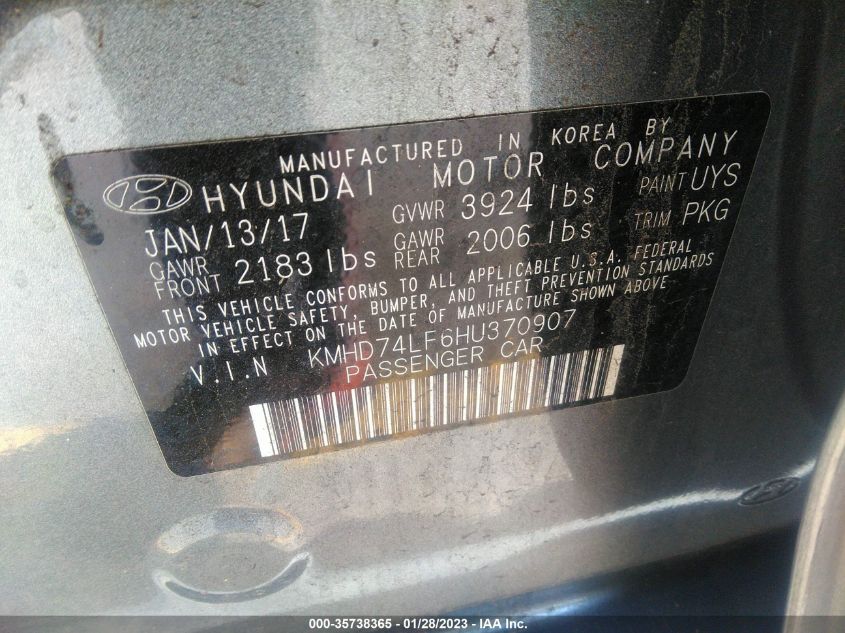 MANUFACTURED IN KOREA BY
HYUNDAI MOTOR COMPANY
JAN/13/17 GVWR 3924 lbs PAINT UYS
GAWR FRONT 2183 lbs GAWR REAR 2006 lbs TRIM PKG
THIS VEHICLE CONFORMS TO ALL APPLICABLE U.S.A. FEDERAL
MOTOR VEHICLE SAFETY, BUMPER, AND THEFT PREVENTION STANDARDS
IN EFFECT ON THE DATE OF MANUFACTURE SHOWN ABOVE
V.I.N KMHD74LF6HU370907
PASSENGER CAR
000-35738365 - 01/28/2023 - IAAI.com